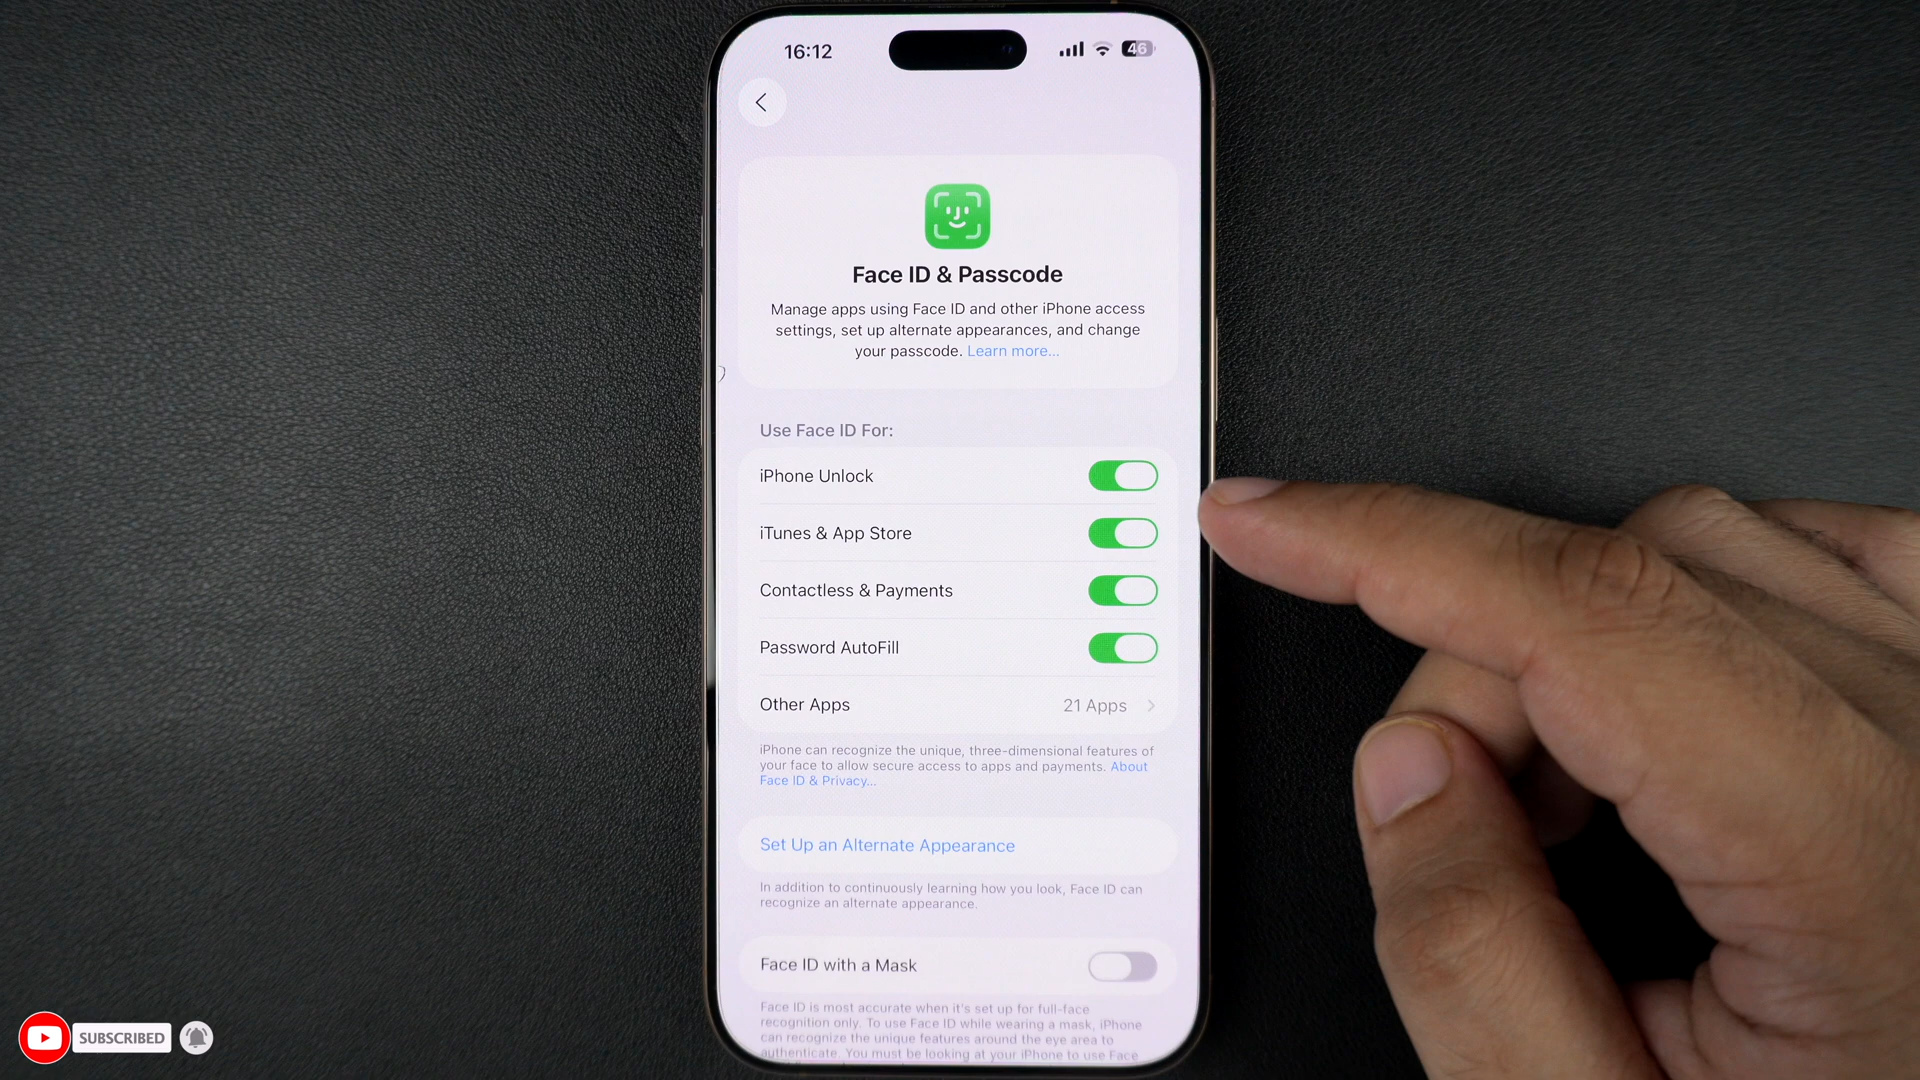 16:12
46
Face ID & Passcode
Manage apps using Face ID and other iPhone access
settings, set up alternate appearances, and change
your passcode. Learn more...
Use Face ID For:
iPhone Unlock
iTunes & App Store
Contactless & Payments
Password AutoFill
Other Apps 21 Apps
iPhone can recognize the unique, three-dimensional features of
your face to allow secure access to apps and payments. About
Face ID & Privacy...
Set Up an Alternate Appearance
In addition to continuously learning how you look, Face ID can
recognize an alternate appearance.
Face ID with a Mask
Face ID is most accurate when it's set up for full-face
recognition only. To use Face ID while wearing a mask, iPhone
can recognize the unique features around the eye area to
authenticate. You must be looking at your iPhone to use Face
SUBSCRIBED